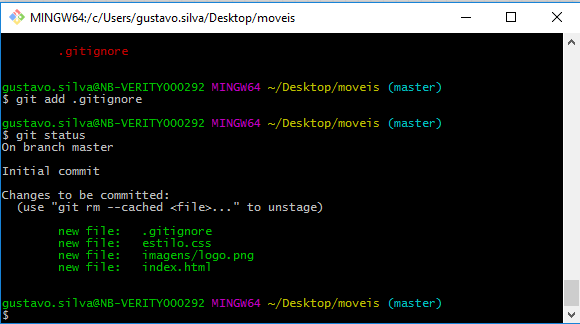 MINGW64:/c/Users/gustavo.silva/Desktop/moveis
.gitignore
gustavo.silva@NB-VERITY000292 MINGW64 ~/Desktop/moveis (master)
$ git add .gitignore
gustavo.silva@NB-VERITY000292 MINGW64 ~/Desktop/moveis (master)
$ git status
On branch master
Initial commit
Changes to be committed:
(use "git rm --cached <file>..." to unstage)
new file: .gitignore
new file: estilo.css
new file: imagens/logo.png
new file: index.html
gustavo.silva@NB-VERITY000292 MINGW64 ~/Desktop/moveis (master)
$